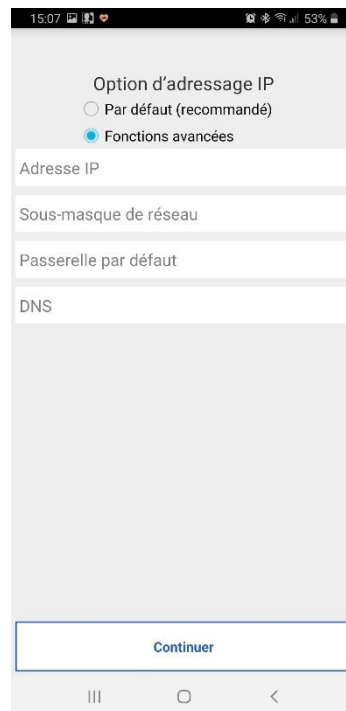 15:07 53%
Option d’adressage IP
Par défaut (recommandé)
Fonctions avancées
Adresse IP
Sous-masque de réseau
Passerelle par défaut
DNS
Continuer